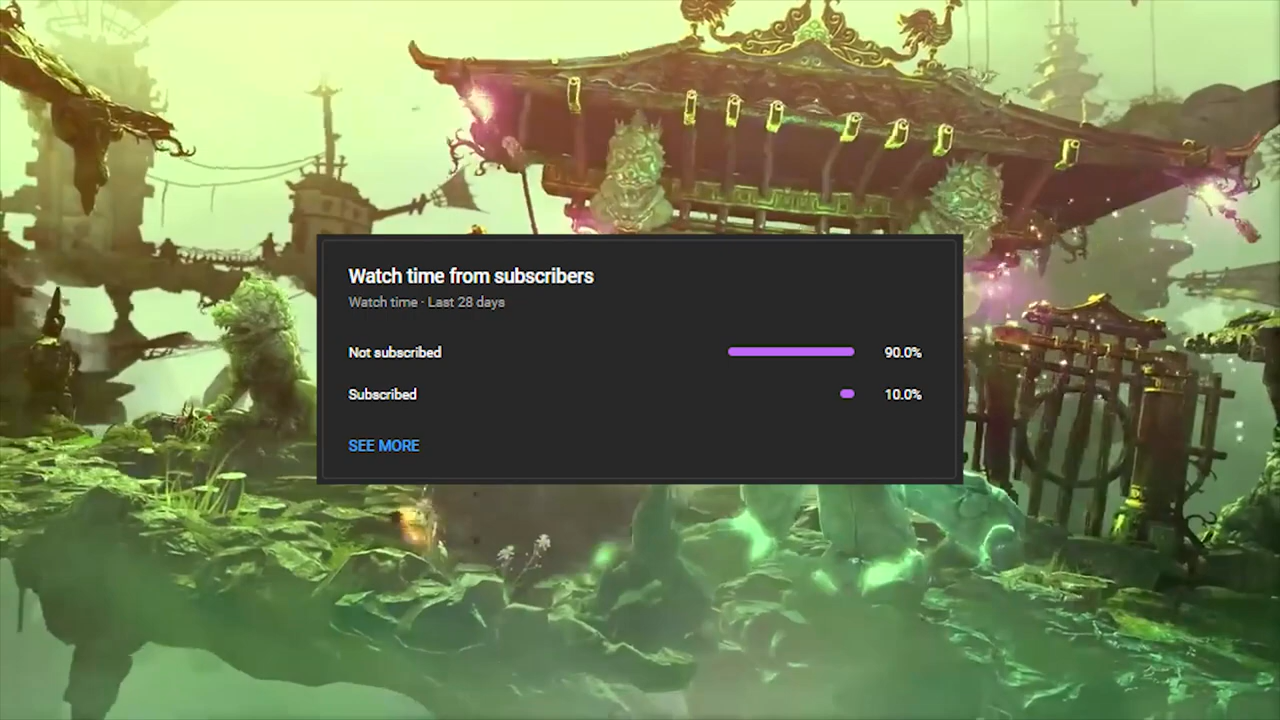 Watch time from subscribers
Watch time · Last 28 days
Not subscribed 90.0%
Subscribed 10.0%
SEE MORE